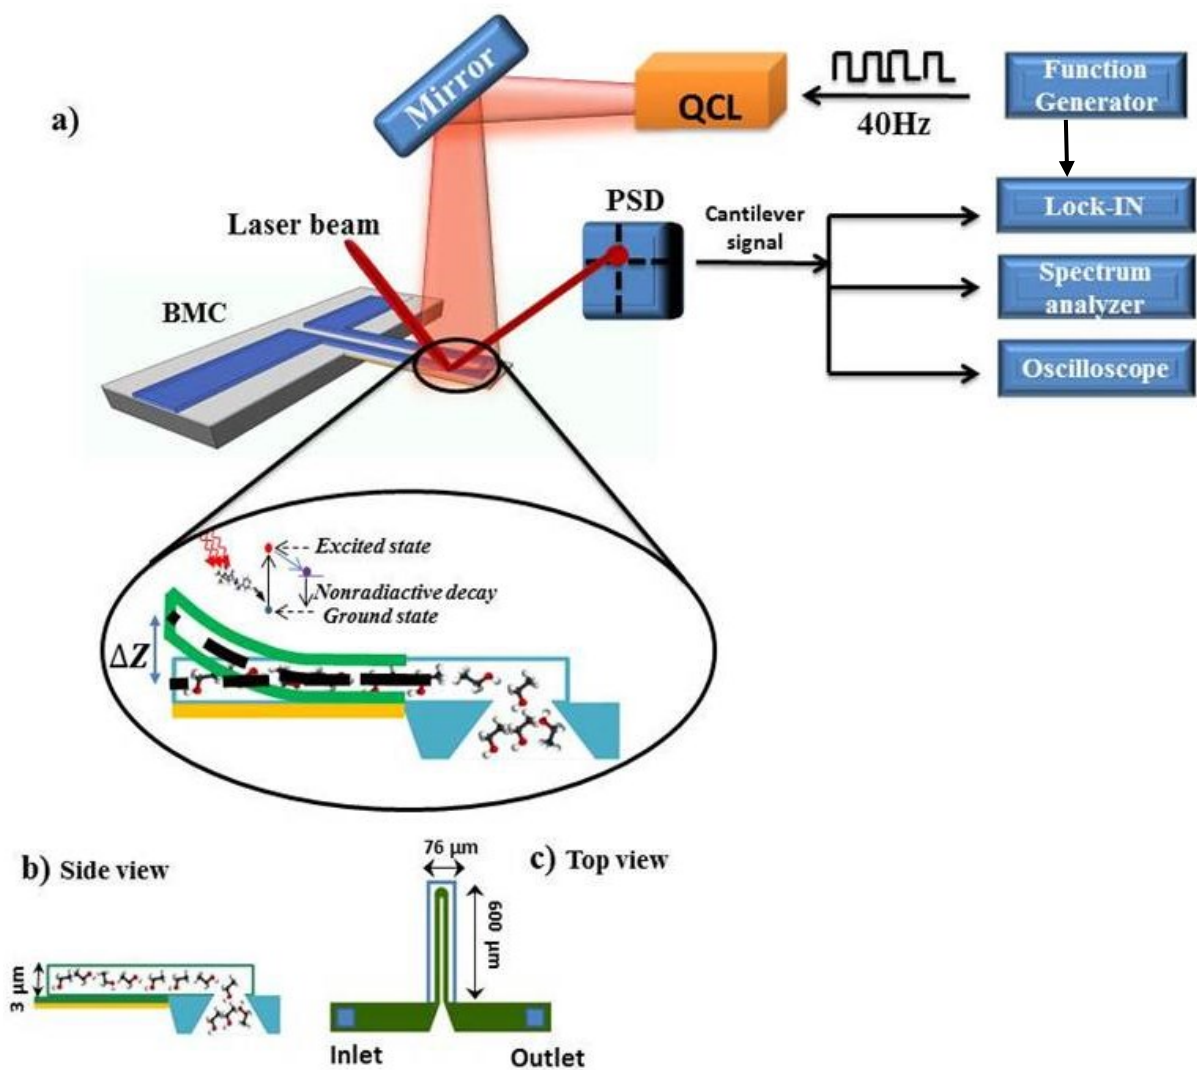 a)
Mirror
QCL
40Hz
Function
Generator
Lock-IN
Spectrum
analyzer
Oscilloscope
PSD
Cantilever
signal
Laser beam
BMC
Excited state
Nonradiactive decay
Ground state
ΔZ
b) Side view
3 µm
76 µm
c) Top view
600 µm
Inlet
Outlet